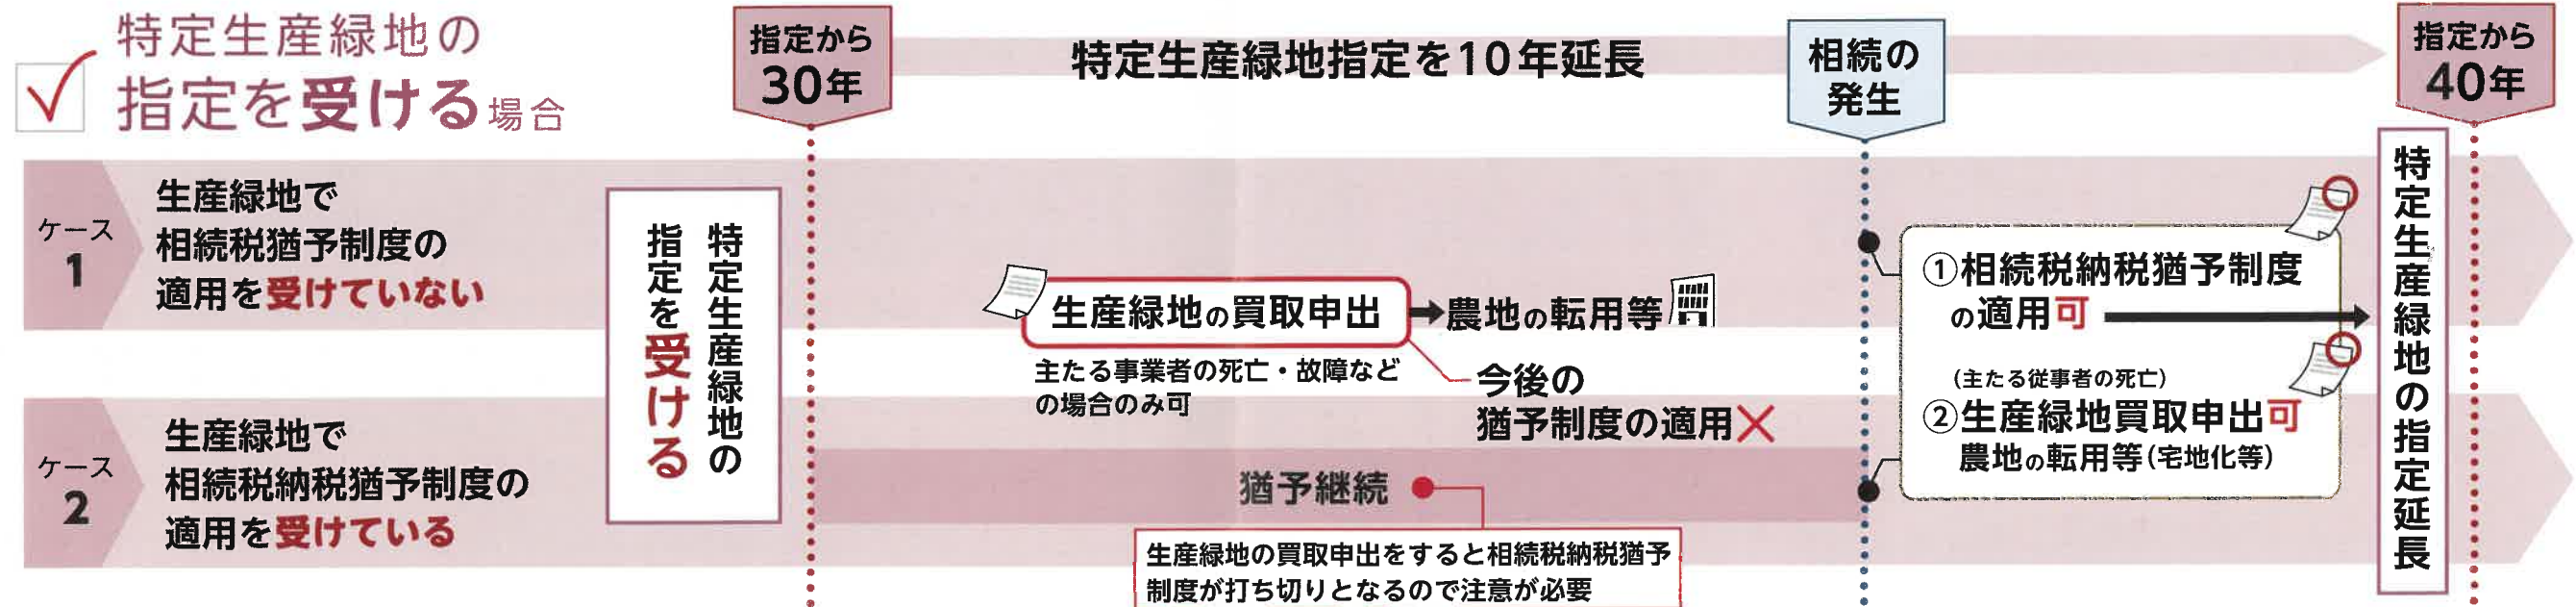 特定生産緑地の
指定を受ける場合
指定から
30年
特定生産緑地指定を10年延長
相続の
発生
指定から
40年
ケース
1
生産緑地で
相続税猶予制度の
適用を受けていない
特定生産緑地の
指定を受ける
生産緑地の買取申出
農地の転用等
主たる事業者の死亡・故障など
の場合のみ可
今後の
猶予制度の適用×
①相続税納税猶予制度
の適用可
(主たる従事者の死亡)
②生産緑地買取申出可
農地の転用等(宅地化等)
特定生産緑地の指定延長
ケース
2
生産緑地で
相続税納税猶予制度の
適用を受けている
猶予継続
生産緑地の買取申出をすると相続税納税猶予
制度が打ち切りとなるので注意が必要